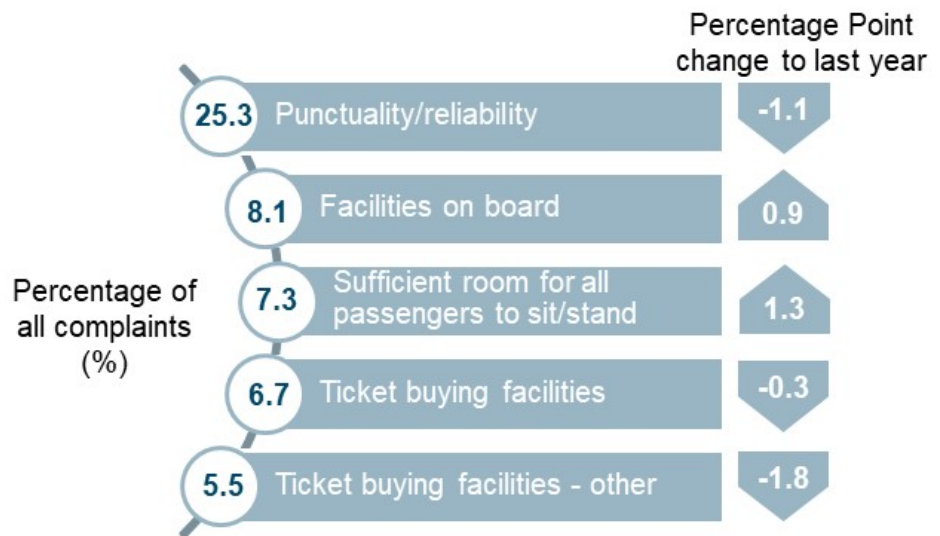 Percentage Point
change to last year
25.3 Punctuality/reliability -1.1
8.1 Facilities on board 0.9
Percentage of
all complaints
(%)
7.3 Sufficient room for all
passengers to sit/stand 1.3
6.7 Ticket buying facilities -0.3
5.5 Ticket buying facilities - other -1.8